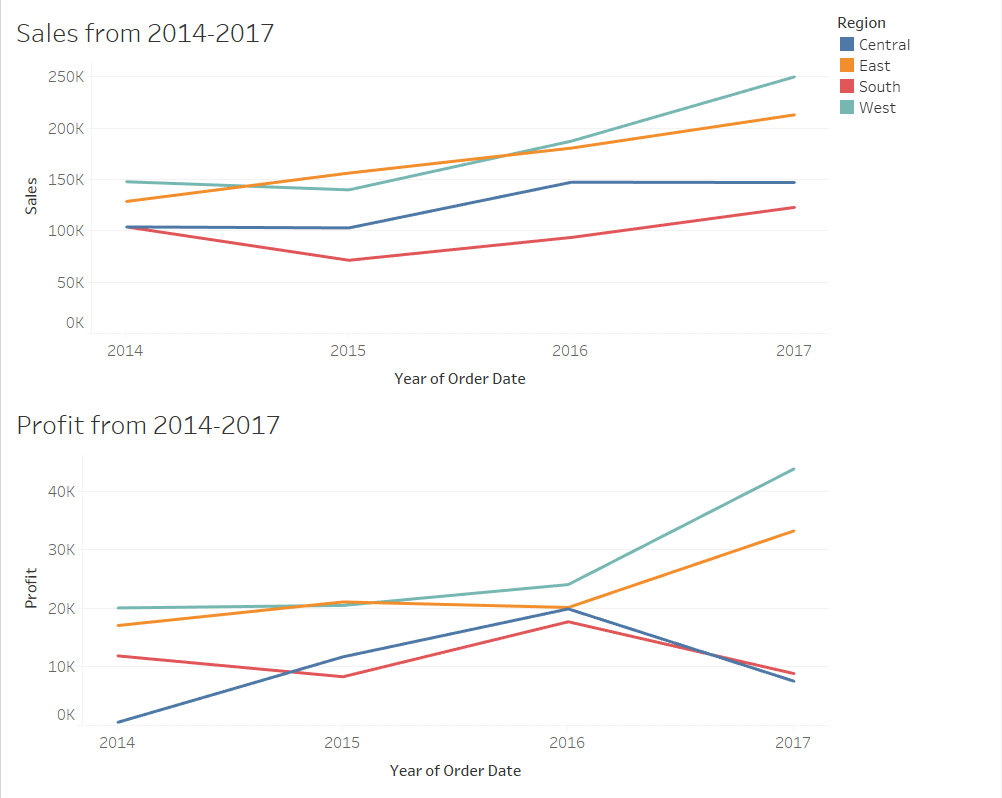 Sales from 2014-2017
Region
Central
East
South
West
250K
200K
150K
100K
50K
0K
Sales
2014 2015 2016 2017
Year of Order Date
Profit from 2014-2017
40K
30K
20K
10K
0K
Profit
2014 2015 2016 2017
Year of Order Date